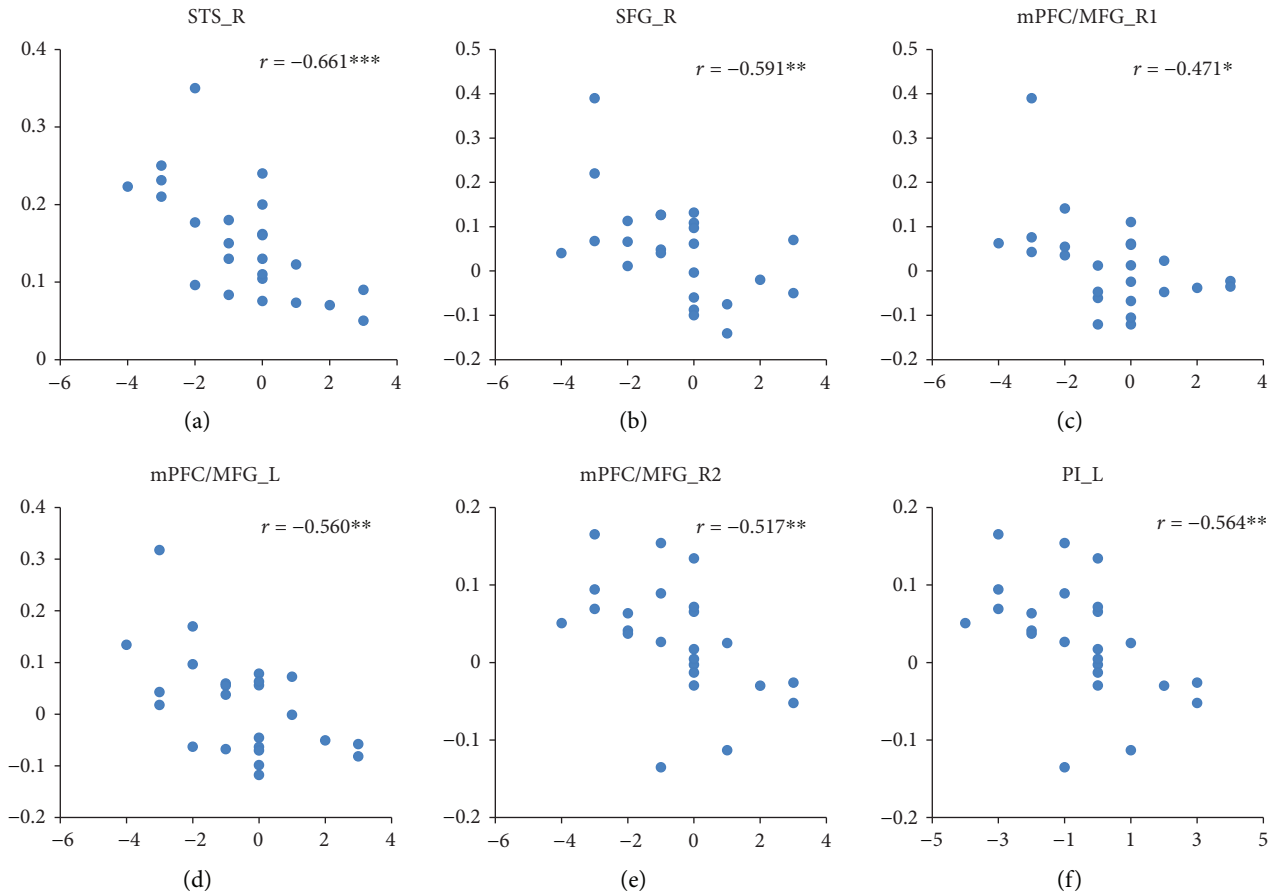 STS_R
r = −0.661***
0.4
0.3
0.2
0.1
0
−6 −4 −2 0 2 4
(a)
SFG_R
r = −0.591**
0.5
0.4
0.3
0.2
0.1
0
−0.1
−0.2
−6 −4 −2 0 2 4
(b)
mPFC/MFG_R1
r = −0.471*
0.5
0.4
0.3
0.2
0.1
0
−0.1
−0.2
−6 −4 −2 0 2 4
(c)
mPFC/MFG_L
r = −0.560**
0.4
0.3
0.2
0.1
0
−0.1
−0.2
−6 −4 −2 0 2 4
(d)
mPFC/MFG_R2
r = −0.517**
0.2
0.1
0
−0.1
−0.2
−6 −4 −2 0 2 4
(e)
PI_L
r = −0.564**
0.2
0.1
0
−0.1
−0.2
−5 −3 −1 1 3 5
(f)